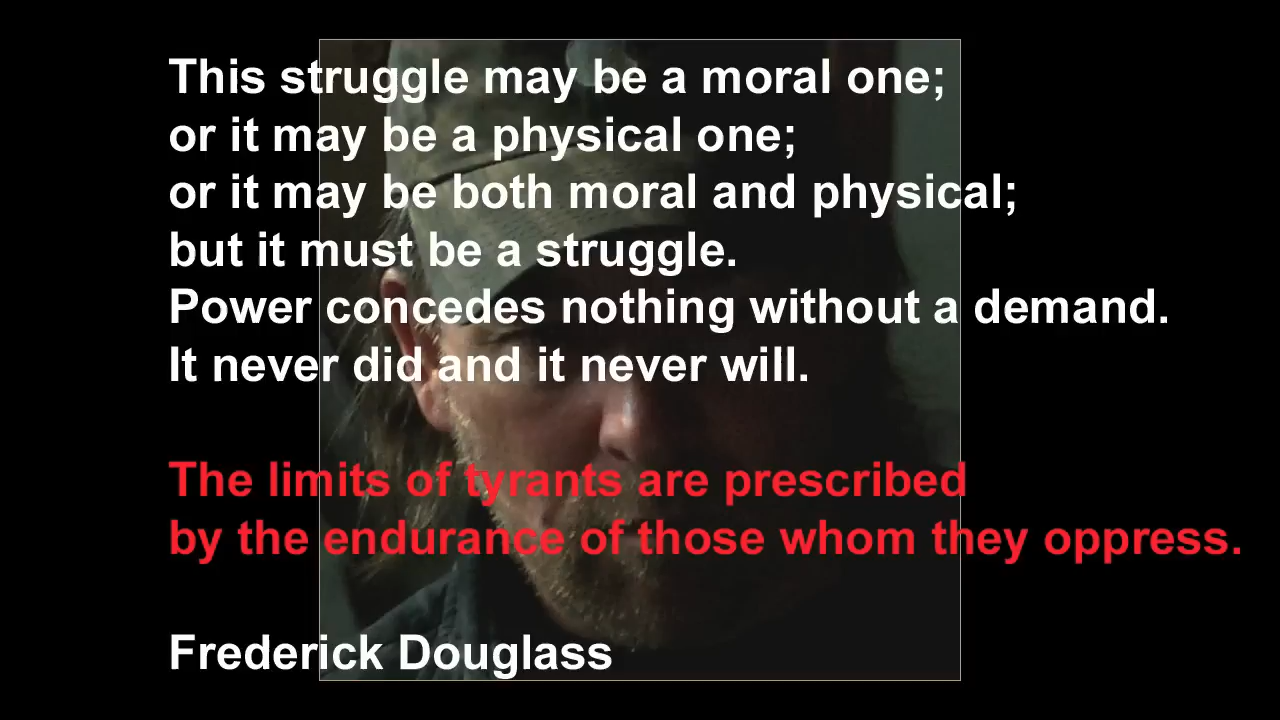 This struggle may be a moral one;
or it may be a physical one;
or it may be both moral and physical;
but it must be a struggle.
Power concedes nothing without a demand.
It never did and it never will.
The limits of tyrants are prescribed
by the endurance of those whom they oppress.
Frederick Douglass